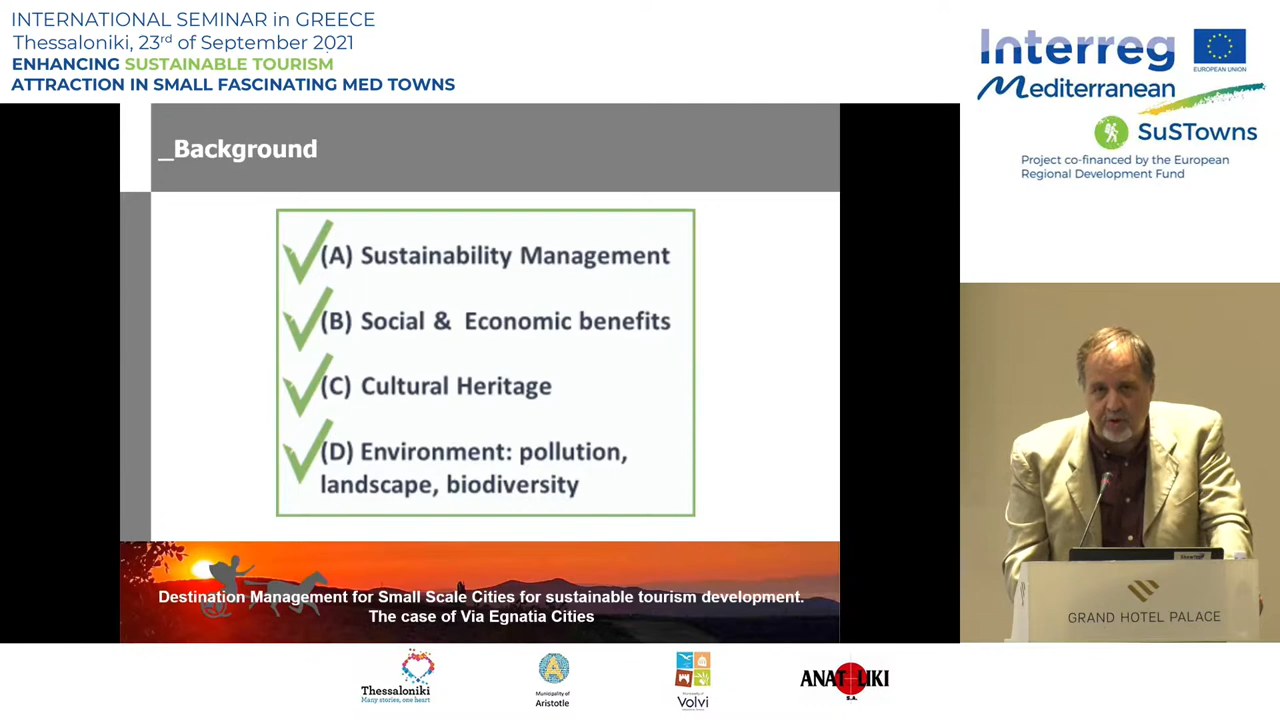 INTERNATIONAL SEMINAR in GREECE
Thessaloniki, 23rd of September 2021
ENHANCING SUSTAINABLE TOURISM
ATTRACTION IN SMALL FASCINATING MED TOWNS
Interreg
EUROPEAN UNION
Mediterranean
SuSTowns
Project co-financed by the European
Regional Development Fund
_Background
(A) Sustainability Management
(B) Social & Economic benefits
(C) Cultural Heritage
(D) Environment: pollution,
landscape, biodiversity
Destination Management for Small Scale Cities for sustainable tourism development.
The case of Via Egnatia Cities
GRAND HOTEL PALACE
Thessaloniki
Many stories, one heart
Municipality of
Aristotle
Municipality of
Volvi
ANATOLIKI
S.A.